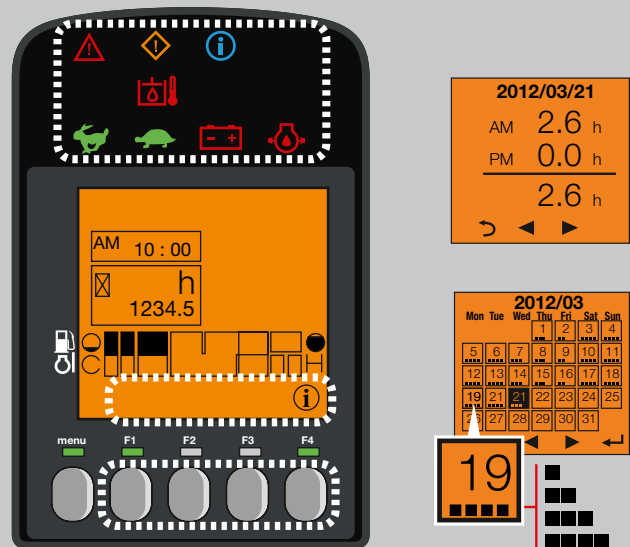 AM 10 : 00
h
1234.5
C H
i
menu F1 F2 F3 F4
2012/03/21
AM 2.6 h
PM 0.0 h
2.6 h
2012/03
Mon Tue Wed Thu Fri Sat Sun
1 2 3 4
5 6 7 8 9 10 11
12 13 14 15 16 17 18
19 21 21 22 23 24 25
26 27 28 29 30 31
19